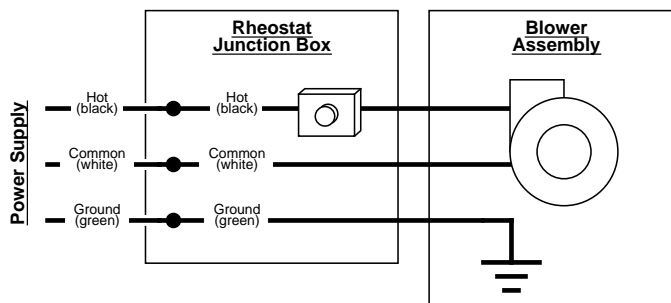 Rheostat
Junction Box
Blower
Assembly
Power Supply
Hot
(black)
Hot
(black)
Common
(white)
Common
(white)
Ground
(green)
Ground
(green)